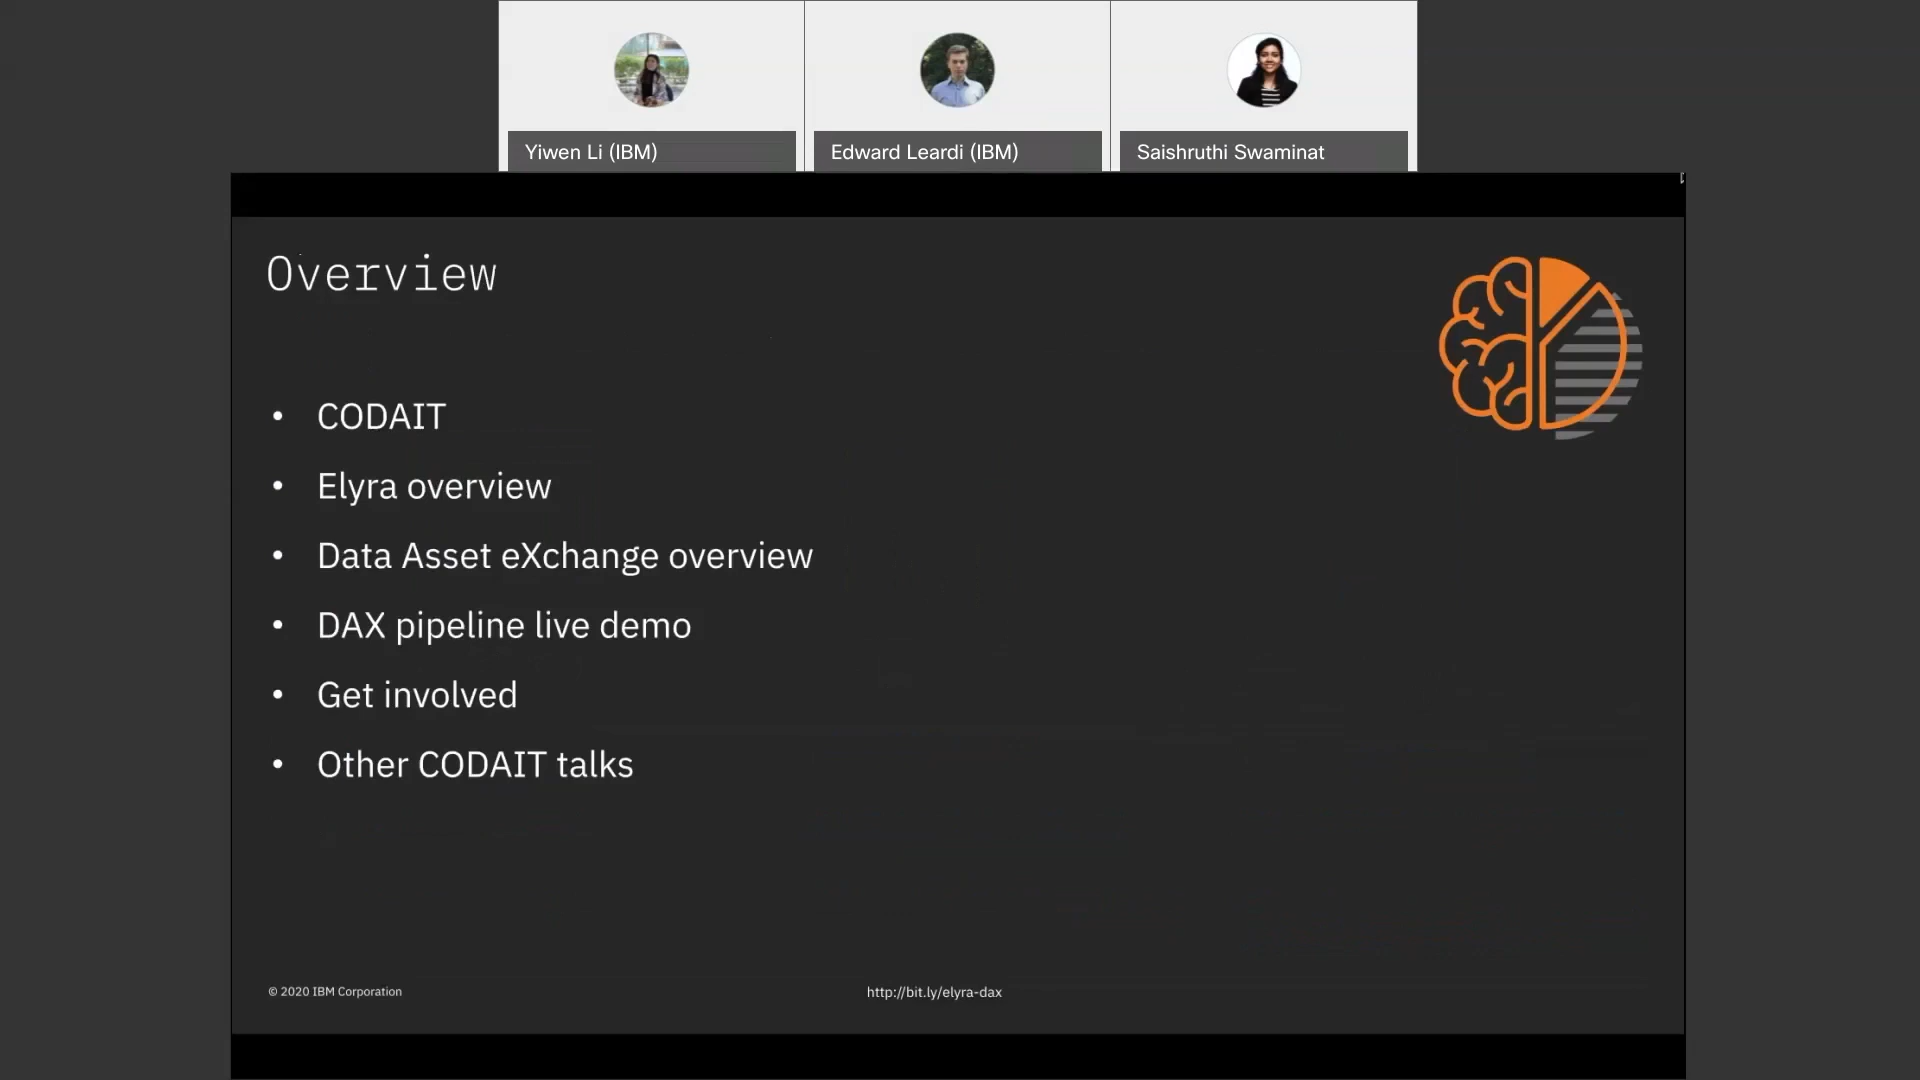 Yiwen Li (IBM)
Edward Leardi (IBM)
Saishruthi Swaminat
Overview
• CODAIT
• Elyra overview
• Data Asset eXchange overview
• DAX pipeline live demo
• Get involved
• Other CODAIT talks
© 2020 IBM Corporation
http://bit.ly/elyra-dax